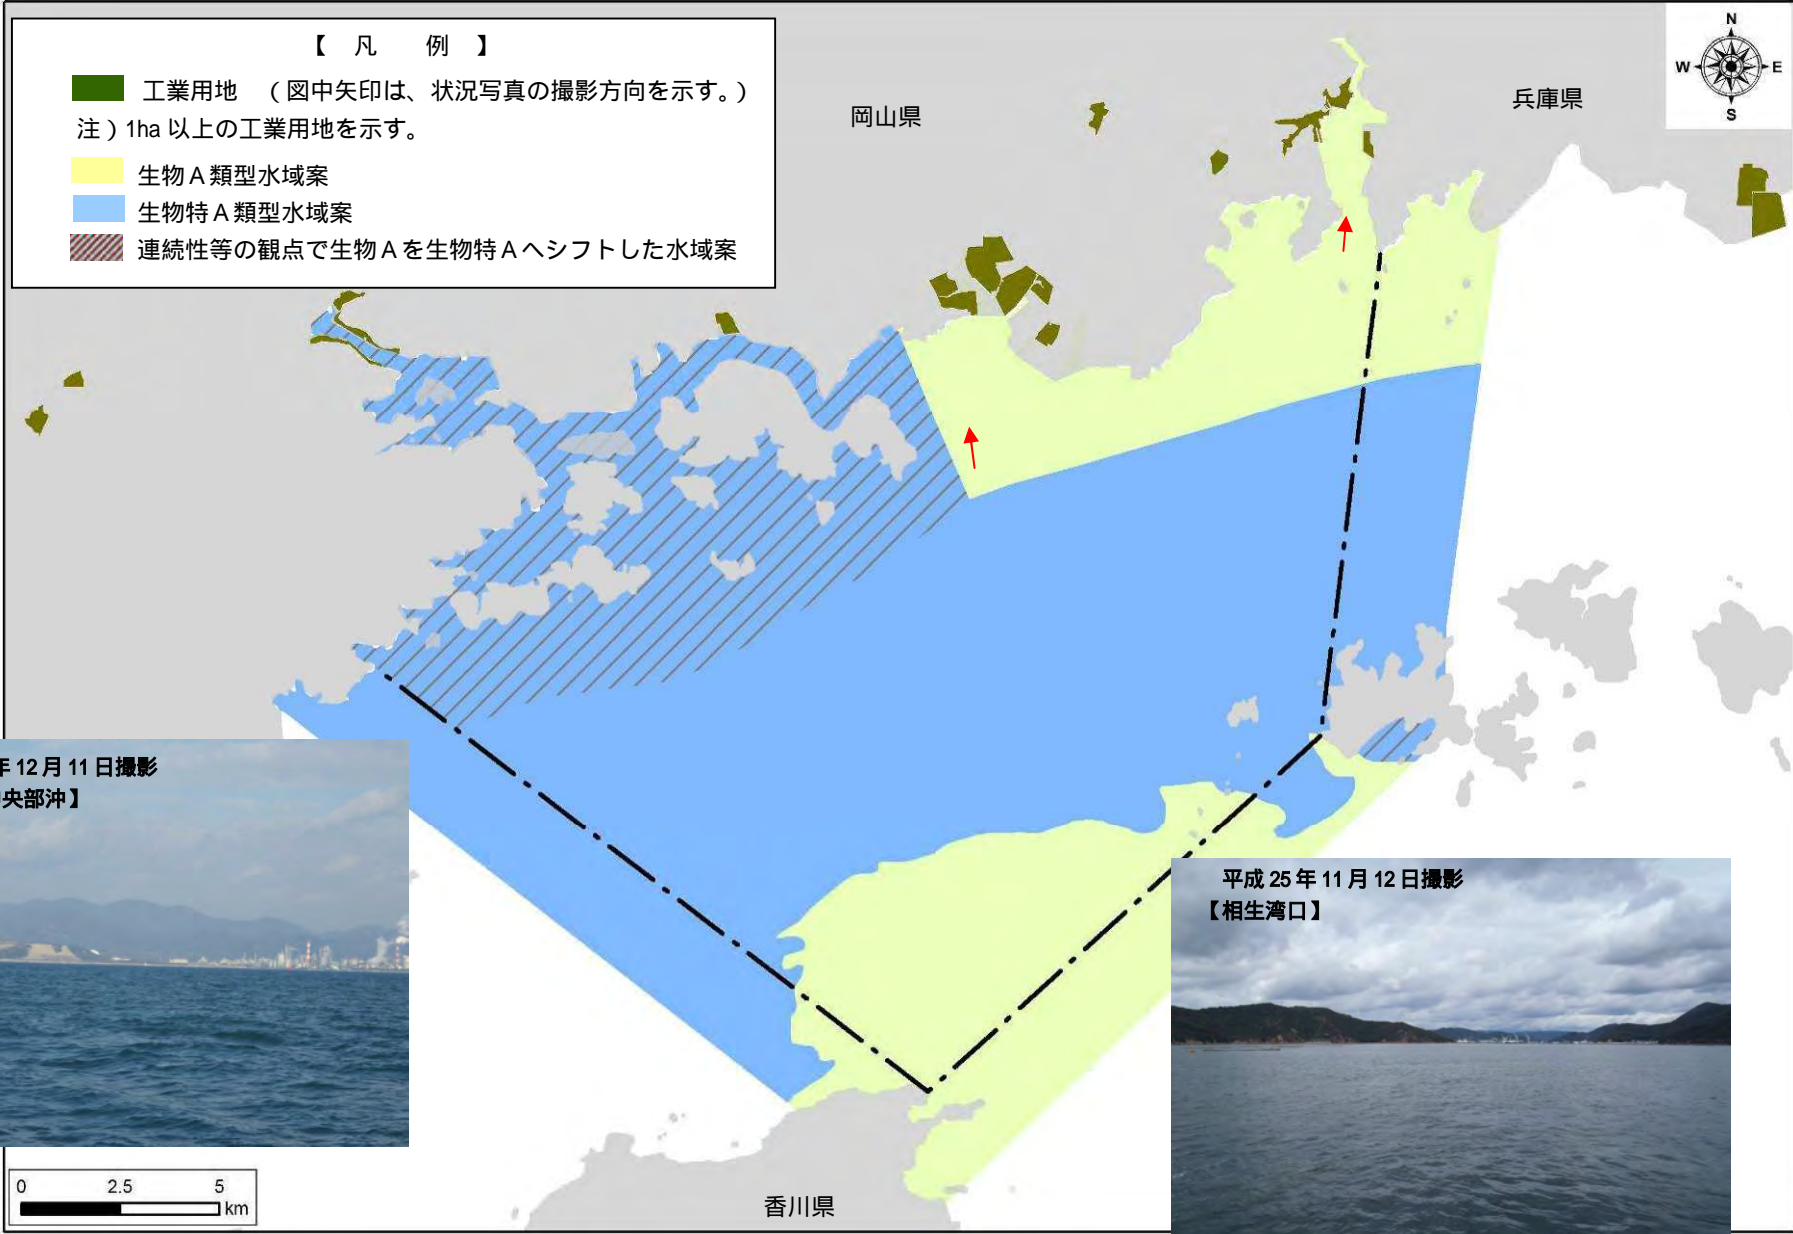 【 凡 例 】
工業用地 （図中矢印は、状況写真の撮影方向を示す。）
注）1ha 以上の工業用地を示す。
生物Ａ類型水域案
生物特Ａ類型水域案
連続性等の観点で生物Ａを生物特Ａへシフトした水域案
岡山県
兵庫県
N
W E
S
年 12 月 11 日撮影
央部沖】
平成 25 年 11 月 12 日撮影
【相生湾口】
0 2.5 5
km
香川県